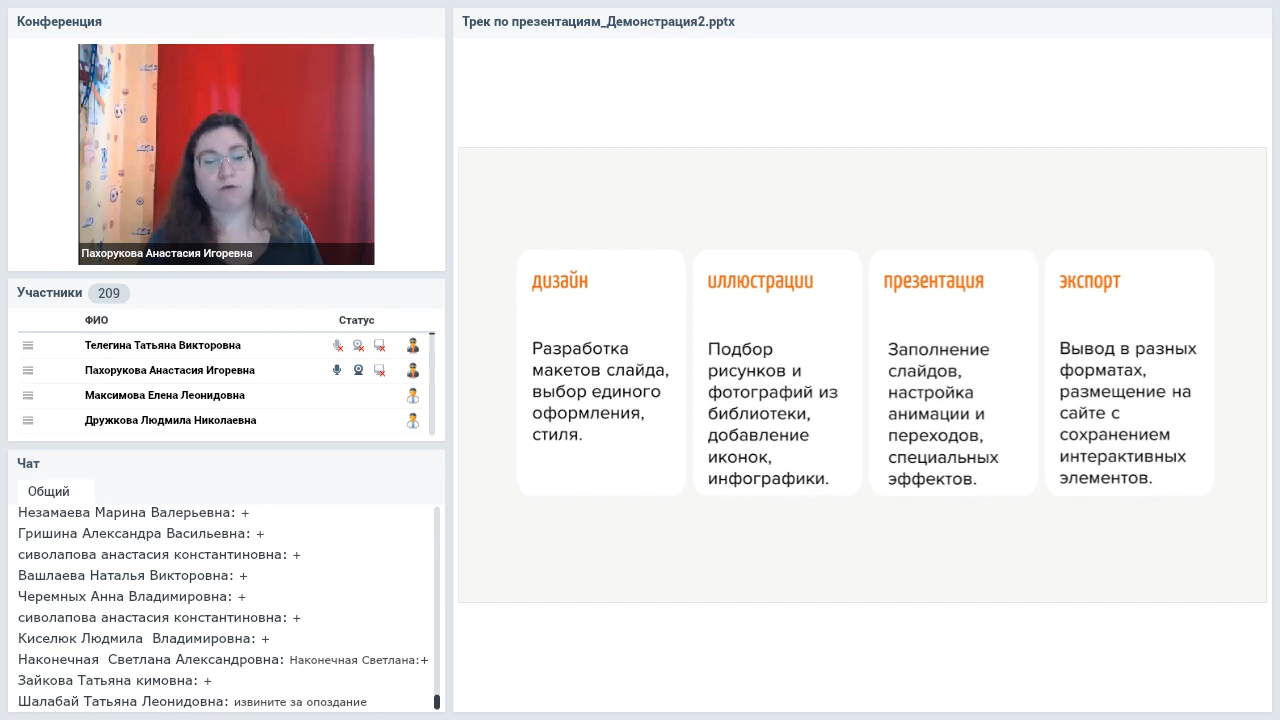 Конференция
Пахорукова Анастасия Игоревна
Участники 209
ФИО Статус
Телегина Татьяна Викторовна
Пахорукова Анастасия Игоревна
Максимова Елена Леонидовна
Дружкова Людмила Николаевна
Чат
Общий
Незамаева Марина Валерьевна: +
Гришина Александра Васильевна: +
сиволапова анастасия константиновна: +
Вашлаева Наталья Викторовна: +
Черемных Анна Владимировна: +
сиволапова анастасия константиновна: +
Киселюк Людмила  Владимировна: +
Наконечная  Светлана Александровна: Наконечная Светлана:+
Зайкова Татьяна кимовна: +
Шалабай Татьяна Леонидовна: извините за опоздание
Трек по презентациям_Демонстрация2.pptx
дизайн
Разработка
макетов слайда,
выбор единого
оформления,
стиля.
иллюстрации
Подбор
рисунков и
фотографий из
библиотеки,
добавление
иконок,
инфографики.
презентация
Заполнение
слайдов,
настройка
анимации и
переходов,
специальных
эффектов.
экспорт
Вывод в разных
форматах,
размещение на
сайте с
сохранением
интерактивных
элементов.